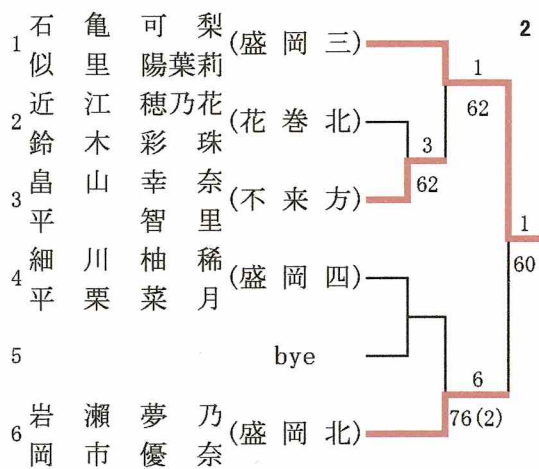 2
1 石亀可梨 (盛岡三)
似里陽葉莉
2 近江穂乃花 (花巻北)
鈴木彩珠
3 畠山幸奈 (不来方)
平智里
4 細川柚稀 (盛岡四)
平栗菜月
5 bye
6 岩瀬夢乃 (盛岡北)
岡市優奈
3
62
1
62
6
76(2)
1
60